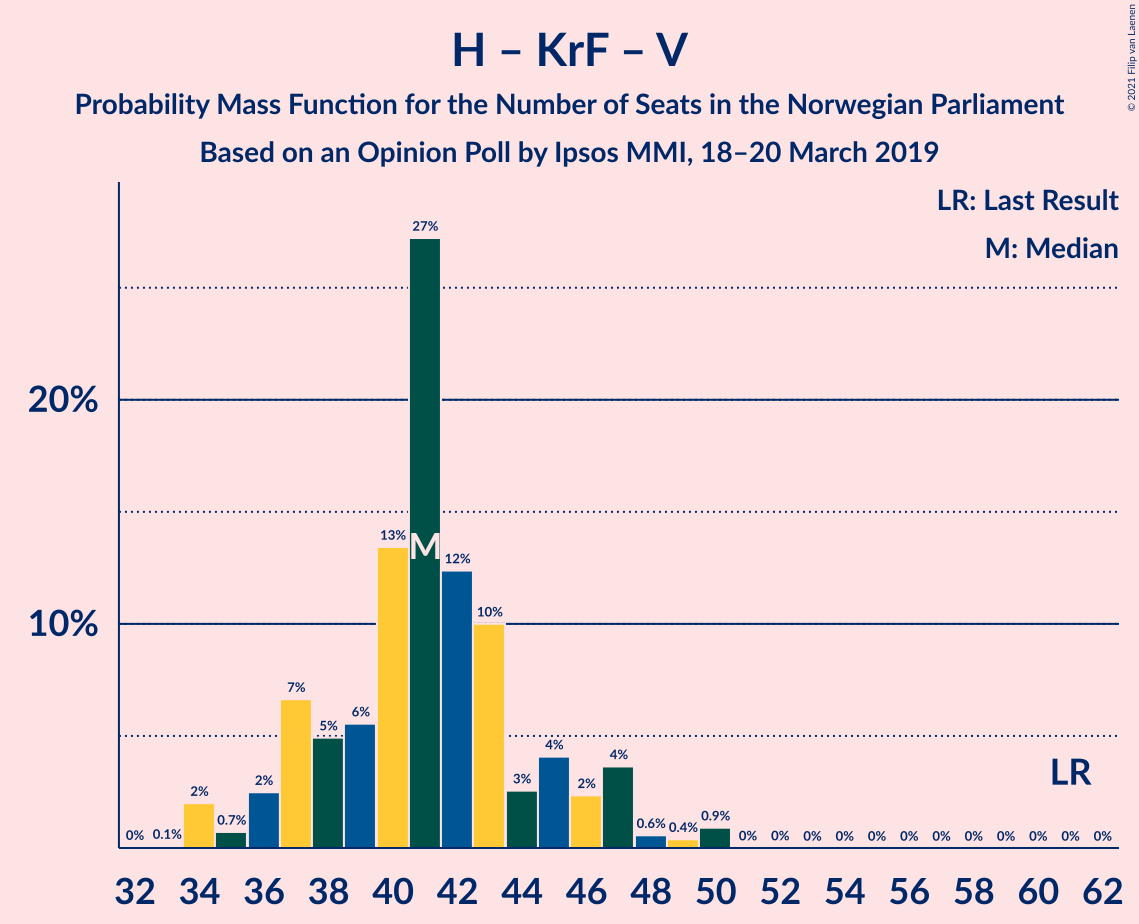 H – KrF – V
Probability Mass Function for the Number of Seats in the Norwegian Parliament
Based on an Opinion Poll by Ipsos MMI, 18–20 March 2019
© 2021 Filip van Laenen
LR: Last Result
M: Median
20%
10%
0% 0.1% 2% 0.7% 2% 7% 5% 6% 13% 27% 12% 10% 3% 4% 2% 4% 0.6% 0.4% 0.9% 0% 0% 0% 0% 0% 0% 0% 0% 0% 0% 0% 0%
M
LR
32 34 36 38 40 42 44 46 48 50 52 54 56 58 60 62